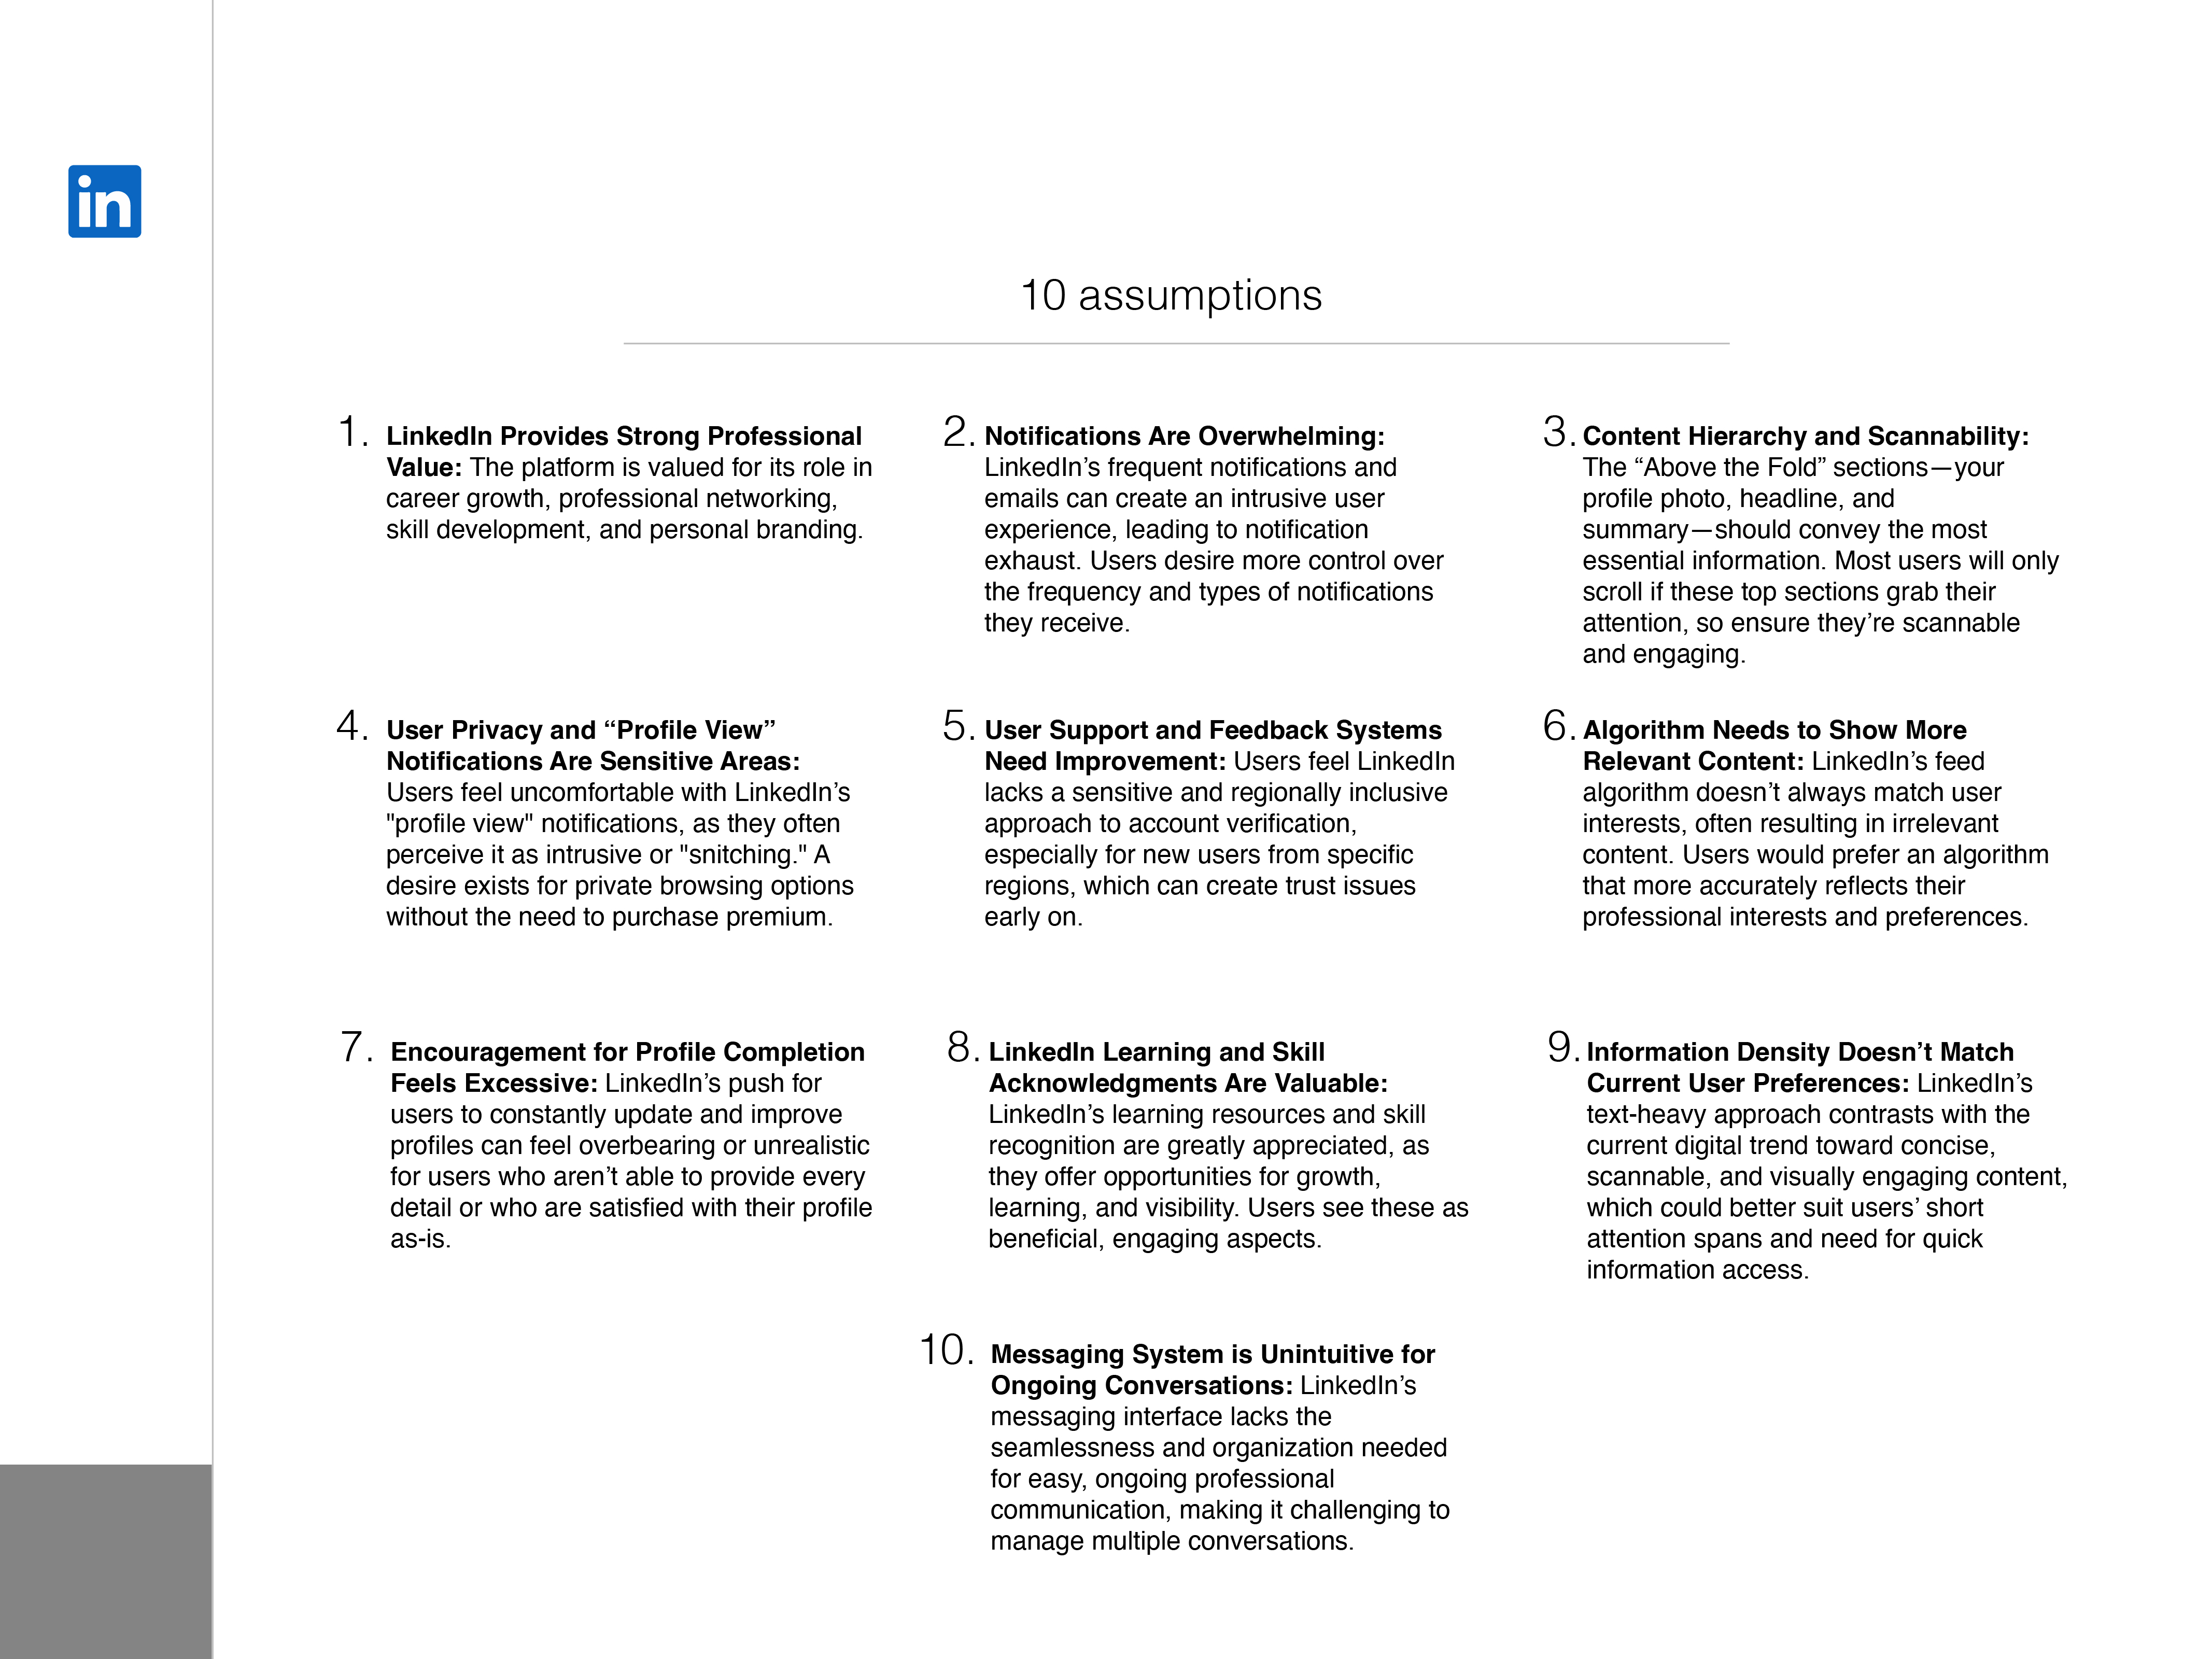 in
10 assumptions
1. LinkedIn Provides Strong Professional
Value: The platform is valued for its role in
career growth, professional networking,
skill development, and personal branding.
2. Notifications Are Overwhelming:
LinkedIn’s frequent notifications and
emails can create an intrusive user
experience, leading to notification
exhaust. Users desire more control over
the frequency and types of notifications
they receive.
3. Content Hierarchy and Scannability:
The “Above the Fold” sections—your
profile photo, headline, and
summary—should convey the most
essential information. Most users will only
scroll if these top sections grab their
attention, so ensure they’re scannable
and engaging.
4. User Privacy and “Profile View”
Notifications Are Sensitive Areas:
Users feel uncomfortable with LinkedIn’s
"profile view" notifications, as they often
perceive it as intrusive or "snitching." A
desire exists for private browsing options
without the need to purchase premium.
5. User Support and Feedback Systems
Need Improvement: Users feel LinkedIn
lacks a sensitive and regionally inclusive
approach to account verification,
especially for new users from specific
regions, which can create trust issues
early on.
6. Algorithm Needs to Show More
Relevant Content: LinkedIn’s feed
algorithm doesn’t always match user
interests, often resulting in irrelevant
content. Users would prefer an algorithm
that more accurately reflects their
professional interests and preferences.
7. Encouragement for Profile Completion
Feels Excessive: LinkedIn’s push for
users to constantly update and improve
profiles can feel overbearing or unrealistic
for users who aren’t able to provide every
detail or who are satisfied with their profile
as-is.
8. LinkedIn Learning and Skill
Acknowledgments Are Valuable:
LinkedIn’s learning resources and skill
recognition are greatly appreciated, as
they offer opportunities for growth,
learning, and visibility. Users see these as
beneficial, engaging aspects.
9. Information Density Doesn’t Match
Current User Preferences: LinkedIn’s
text-heavy approach contrasts with the
current digital trend toward concise,
scannable, and visually engaging content,
which could better suit users’ short
attention spans and need for quick
information access.
10. Messaging System is Unintuitive for
Ongoing Conversations: LinkedIn’s
messaging interface lacks the
seamlessness and organization needed
for easy, ongoing professional
communication, making it challenging to
manage multiple conversations.